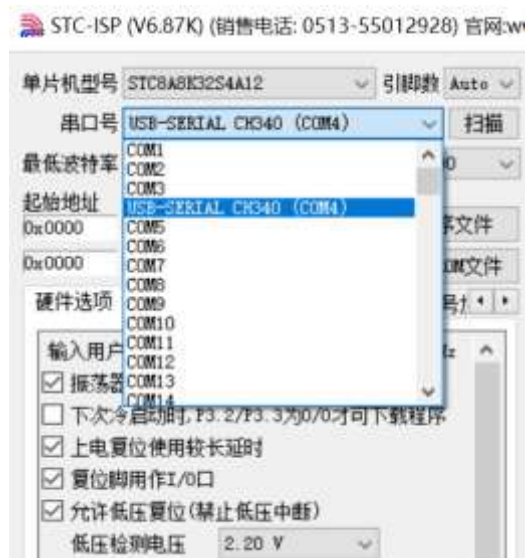 STC-ISP (V6.87K) (销售电话: 0513-55012928) 官网:w
单片机型号 STC8A8K32S4A12 引脚数 Auto
串口号 USB-SERIAL CH340 (COM4) 扫描
最低波特率
COM1
COM2
COM3
USB-SERIAL CH340 (COM4)
COM5
COM6
COM7
COM8
COM9
COM10
COM11
COM12
COM13
COM14
起始地址
0x0000 序文件
0x0000 文件
硬件选项
输入用户
振荡器
下次冷启动时,P3.2/P3.3为0/0才可下载程序
上电复位使用较长延时
复位脚用作I/O口
允许低压复位(禁止低压中断)
低压检测电压 2.20 V